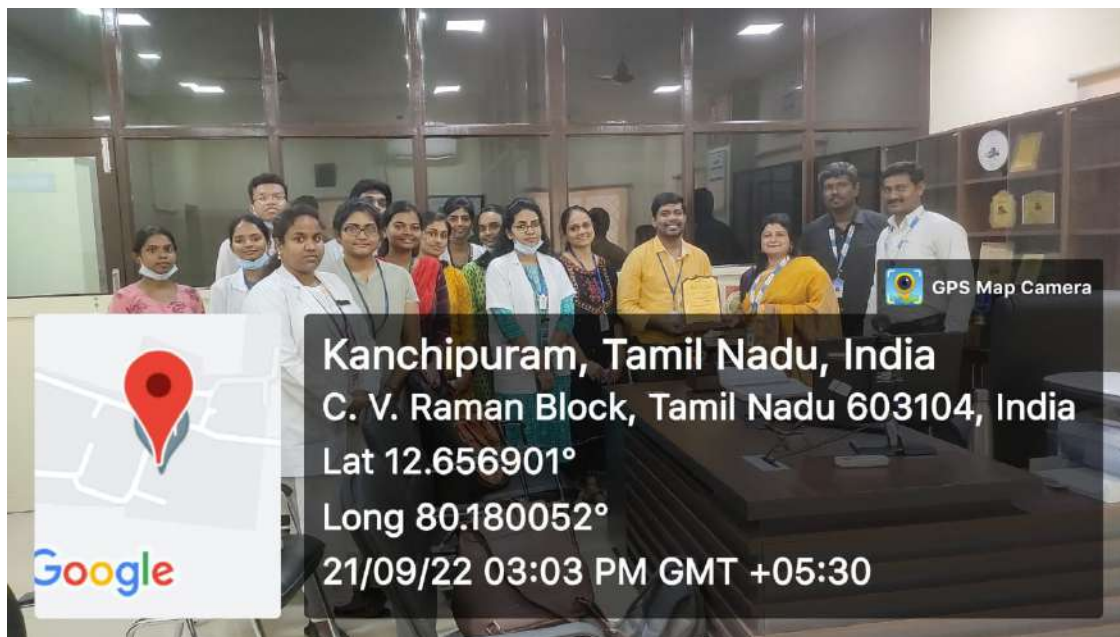 GPS Map Camera
Kanchipuram, Tamil Nadu, India
C. V. Raman Block, Tamil Nadu 603104, India
Lat 12.656901°
Long 80.180052°
21/09/22 03:03 PM GMT +05:30
Google